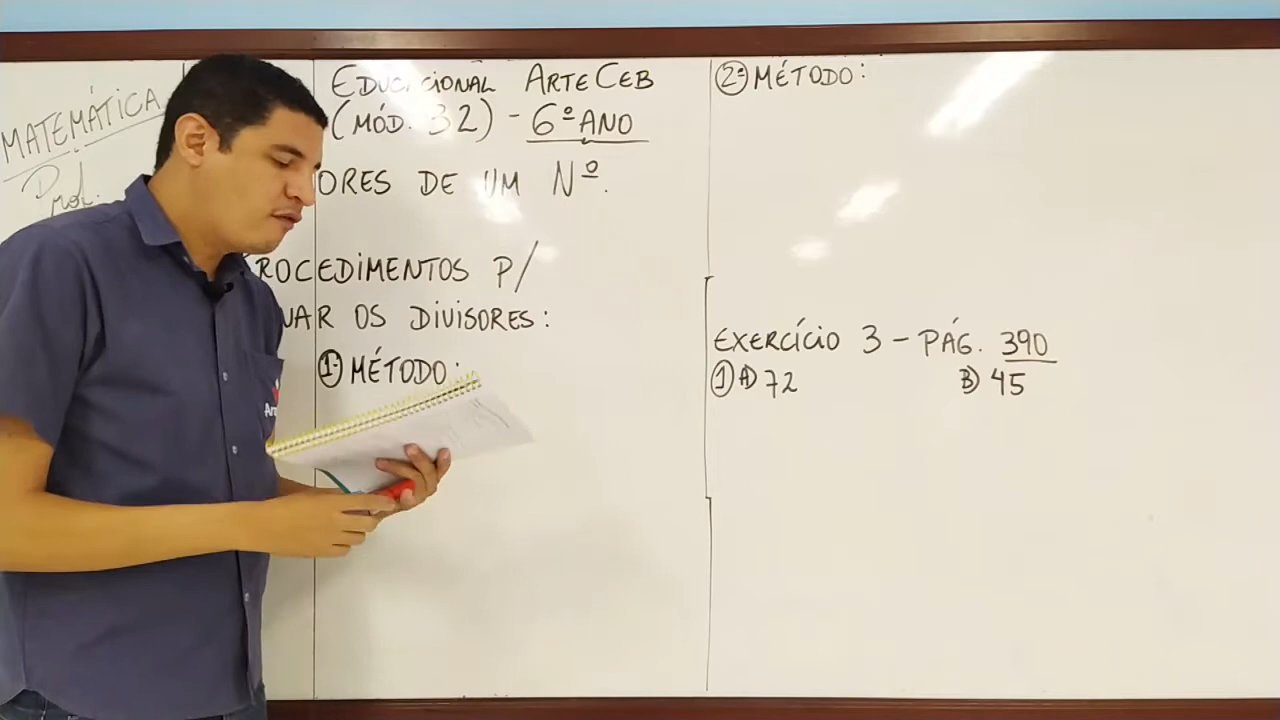 MATEMÁTICA
Prof.
EDUCACIONAL ARTECEB
(MÓD. 32) - 6º ANO
ORES DE UM Nº.
ROCEDIMENTOS P/
NAR OS DIVISORES:
1º MÉTODO:
2º MÉTODO:
EXERCÍCIO 3 - PÁG. 390
1 A) 72 B) 45